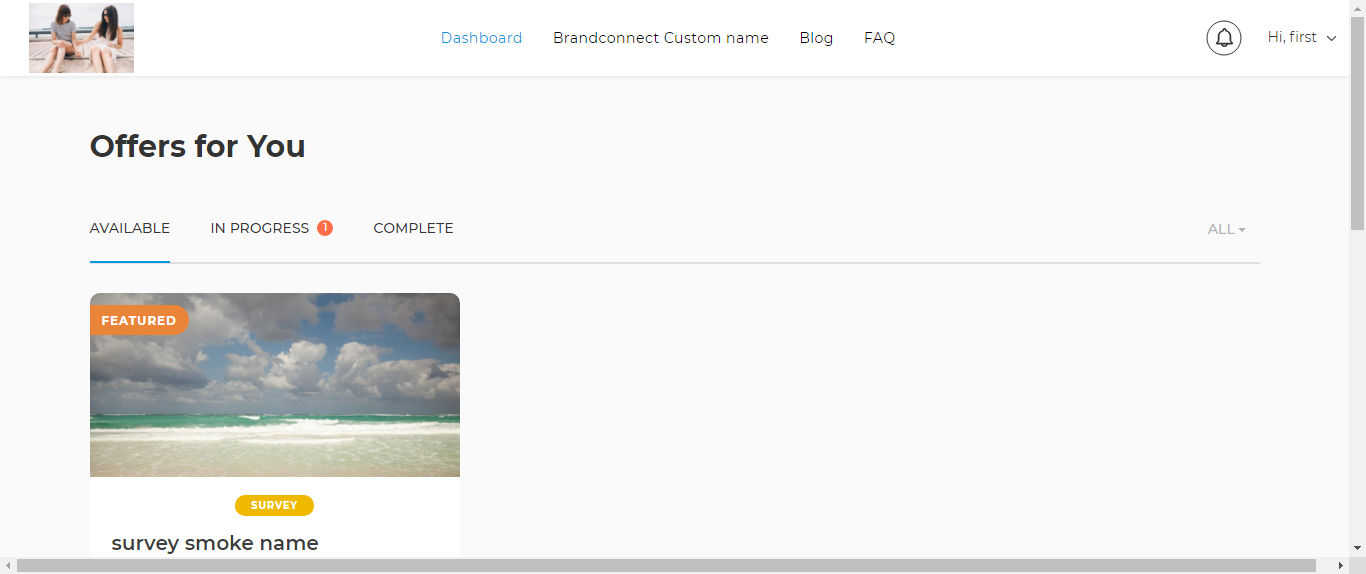 Dashboard Brandconnect Custom name Blog FAQ Hi, first
Offers for You
AVAILABLE IN PROGRESS 1 COMPLETE ALL
FEATURED
SURVEY
survey smoke name